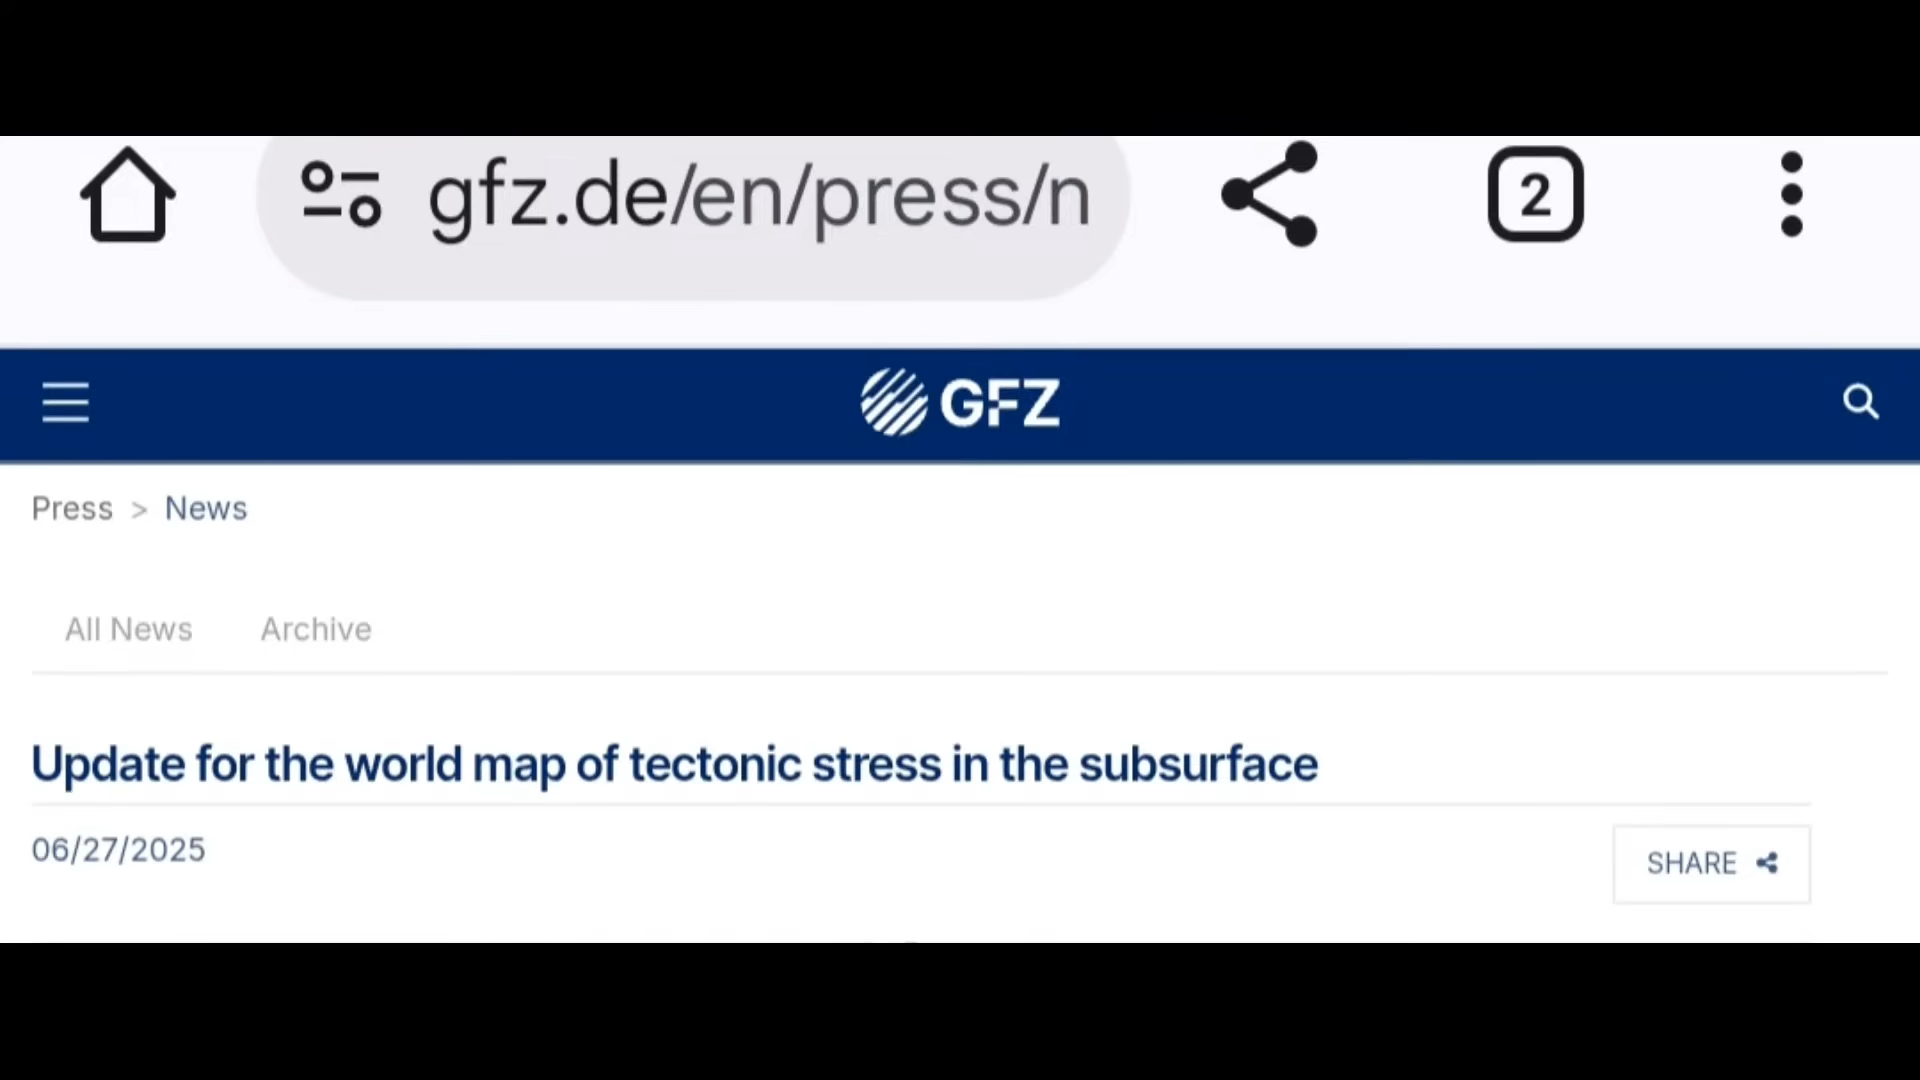 gfz.de/en/press/n
2
GFZ
Press > News
All News Archive
Update for the world map of tectonic stress in the subsurface
06/27/2025
SHARE